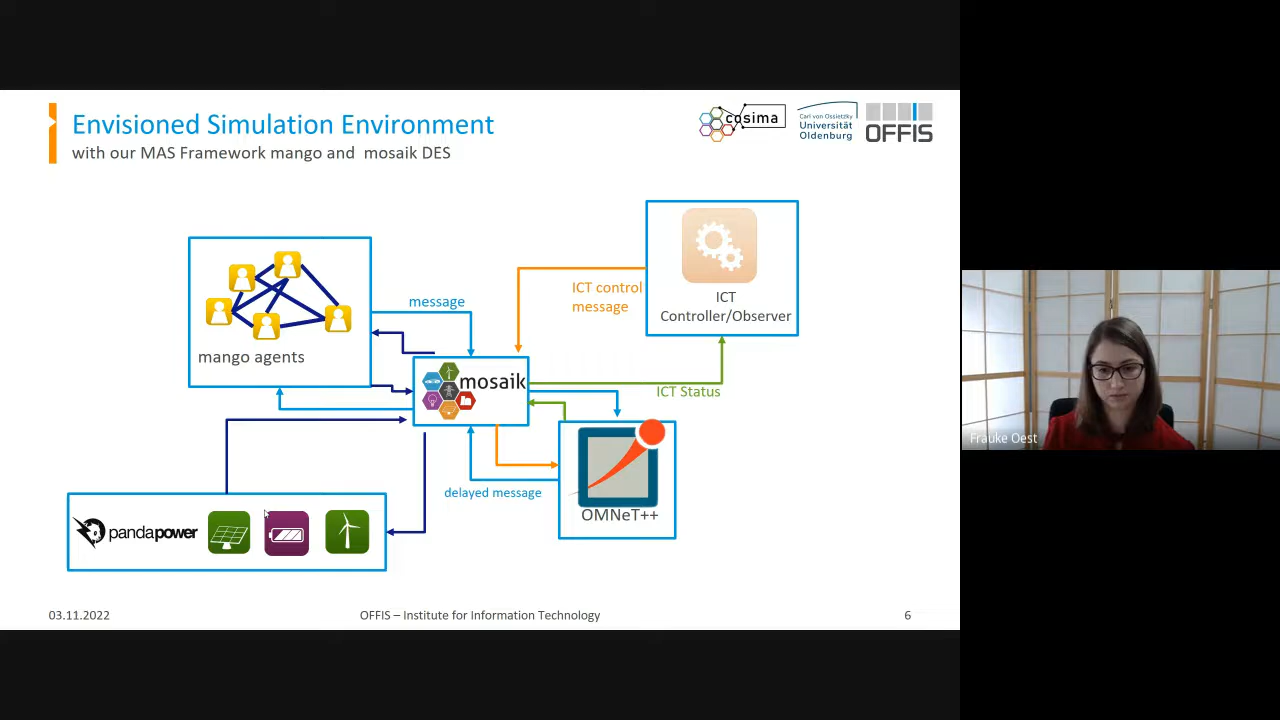 Envisioned Simulation Environment
with our MAS Framework mango and mosaik DES
cosima
Carl von Ossietzky
Universität
Oldenburg
OFFIS
mango agents
message
ICT control
message
ICT
Controller/Observer
mosaik
ICT Status
delayed message
OMNeT++
pandapower
Frauke Oest
03.11.2022
OFFIS – Institute for Information Technology
6